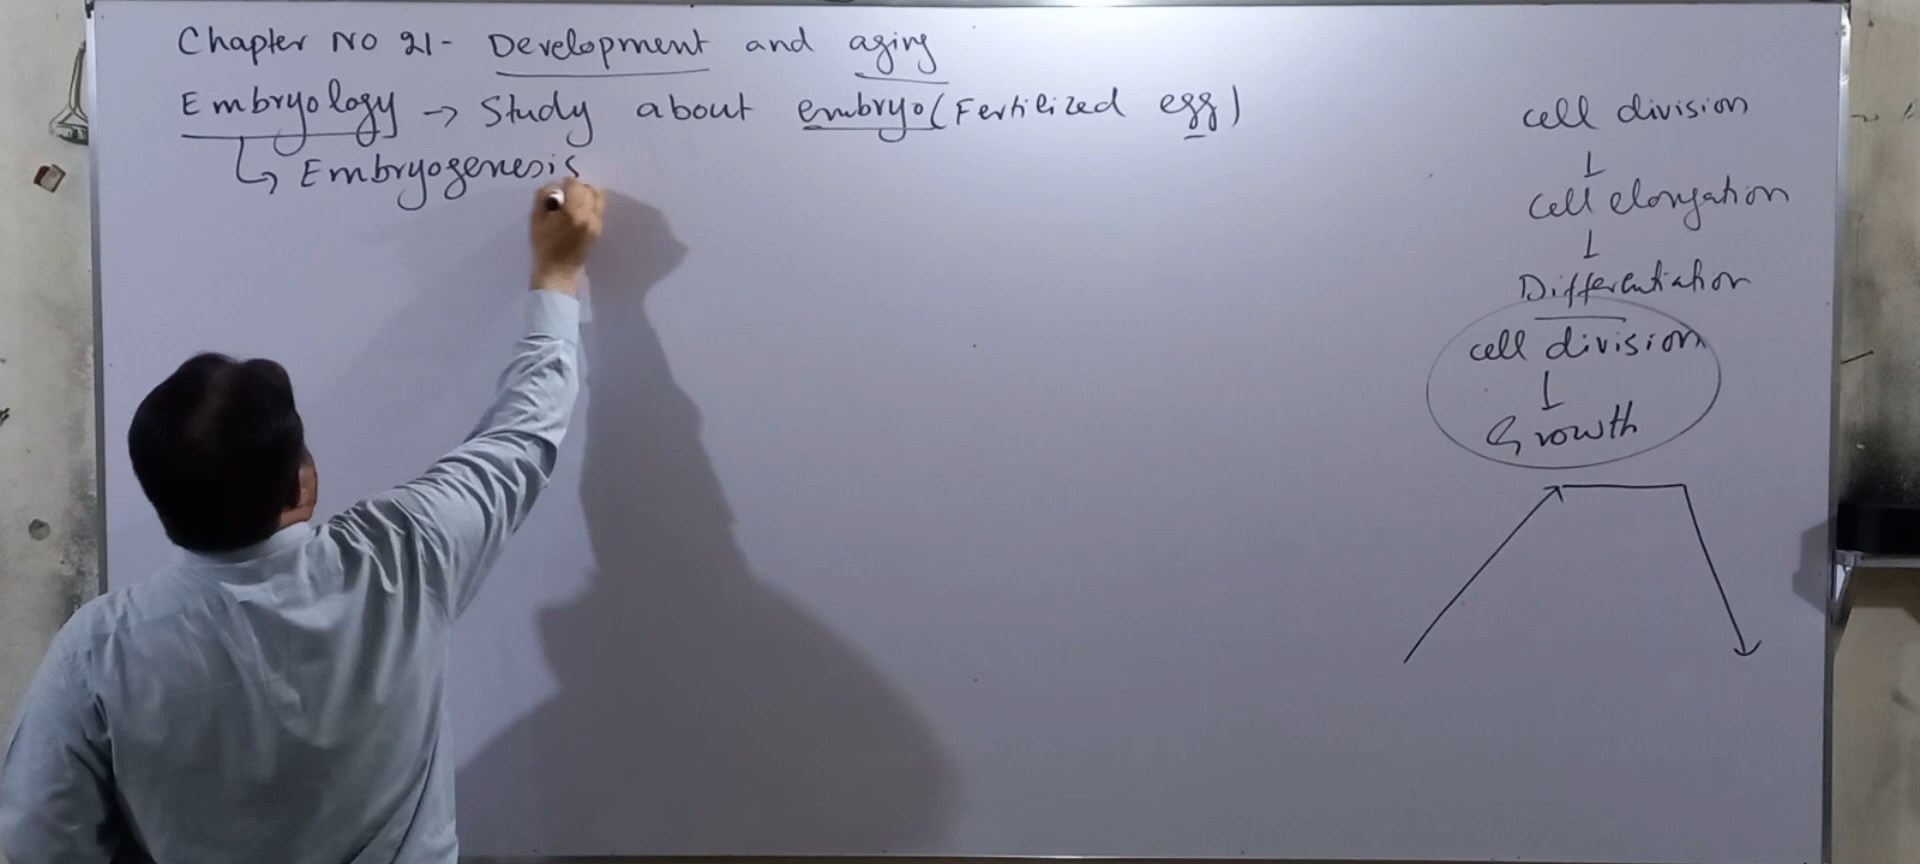 Chapter No 21- Development and aging
Embryology → Study about embryo (Fertilized egg)
↳ Embryogenesis
cell division
↓
cell elongation
↓
Differentiation
cell division
↓
Growth